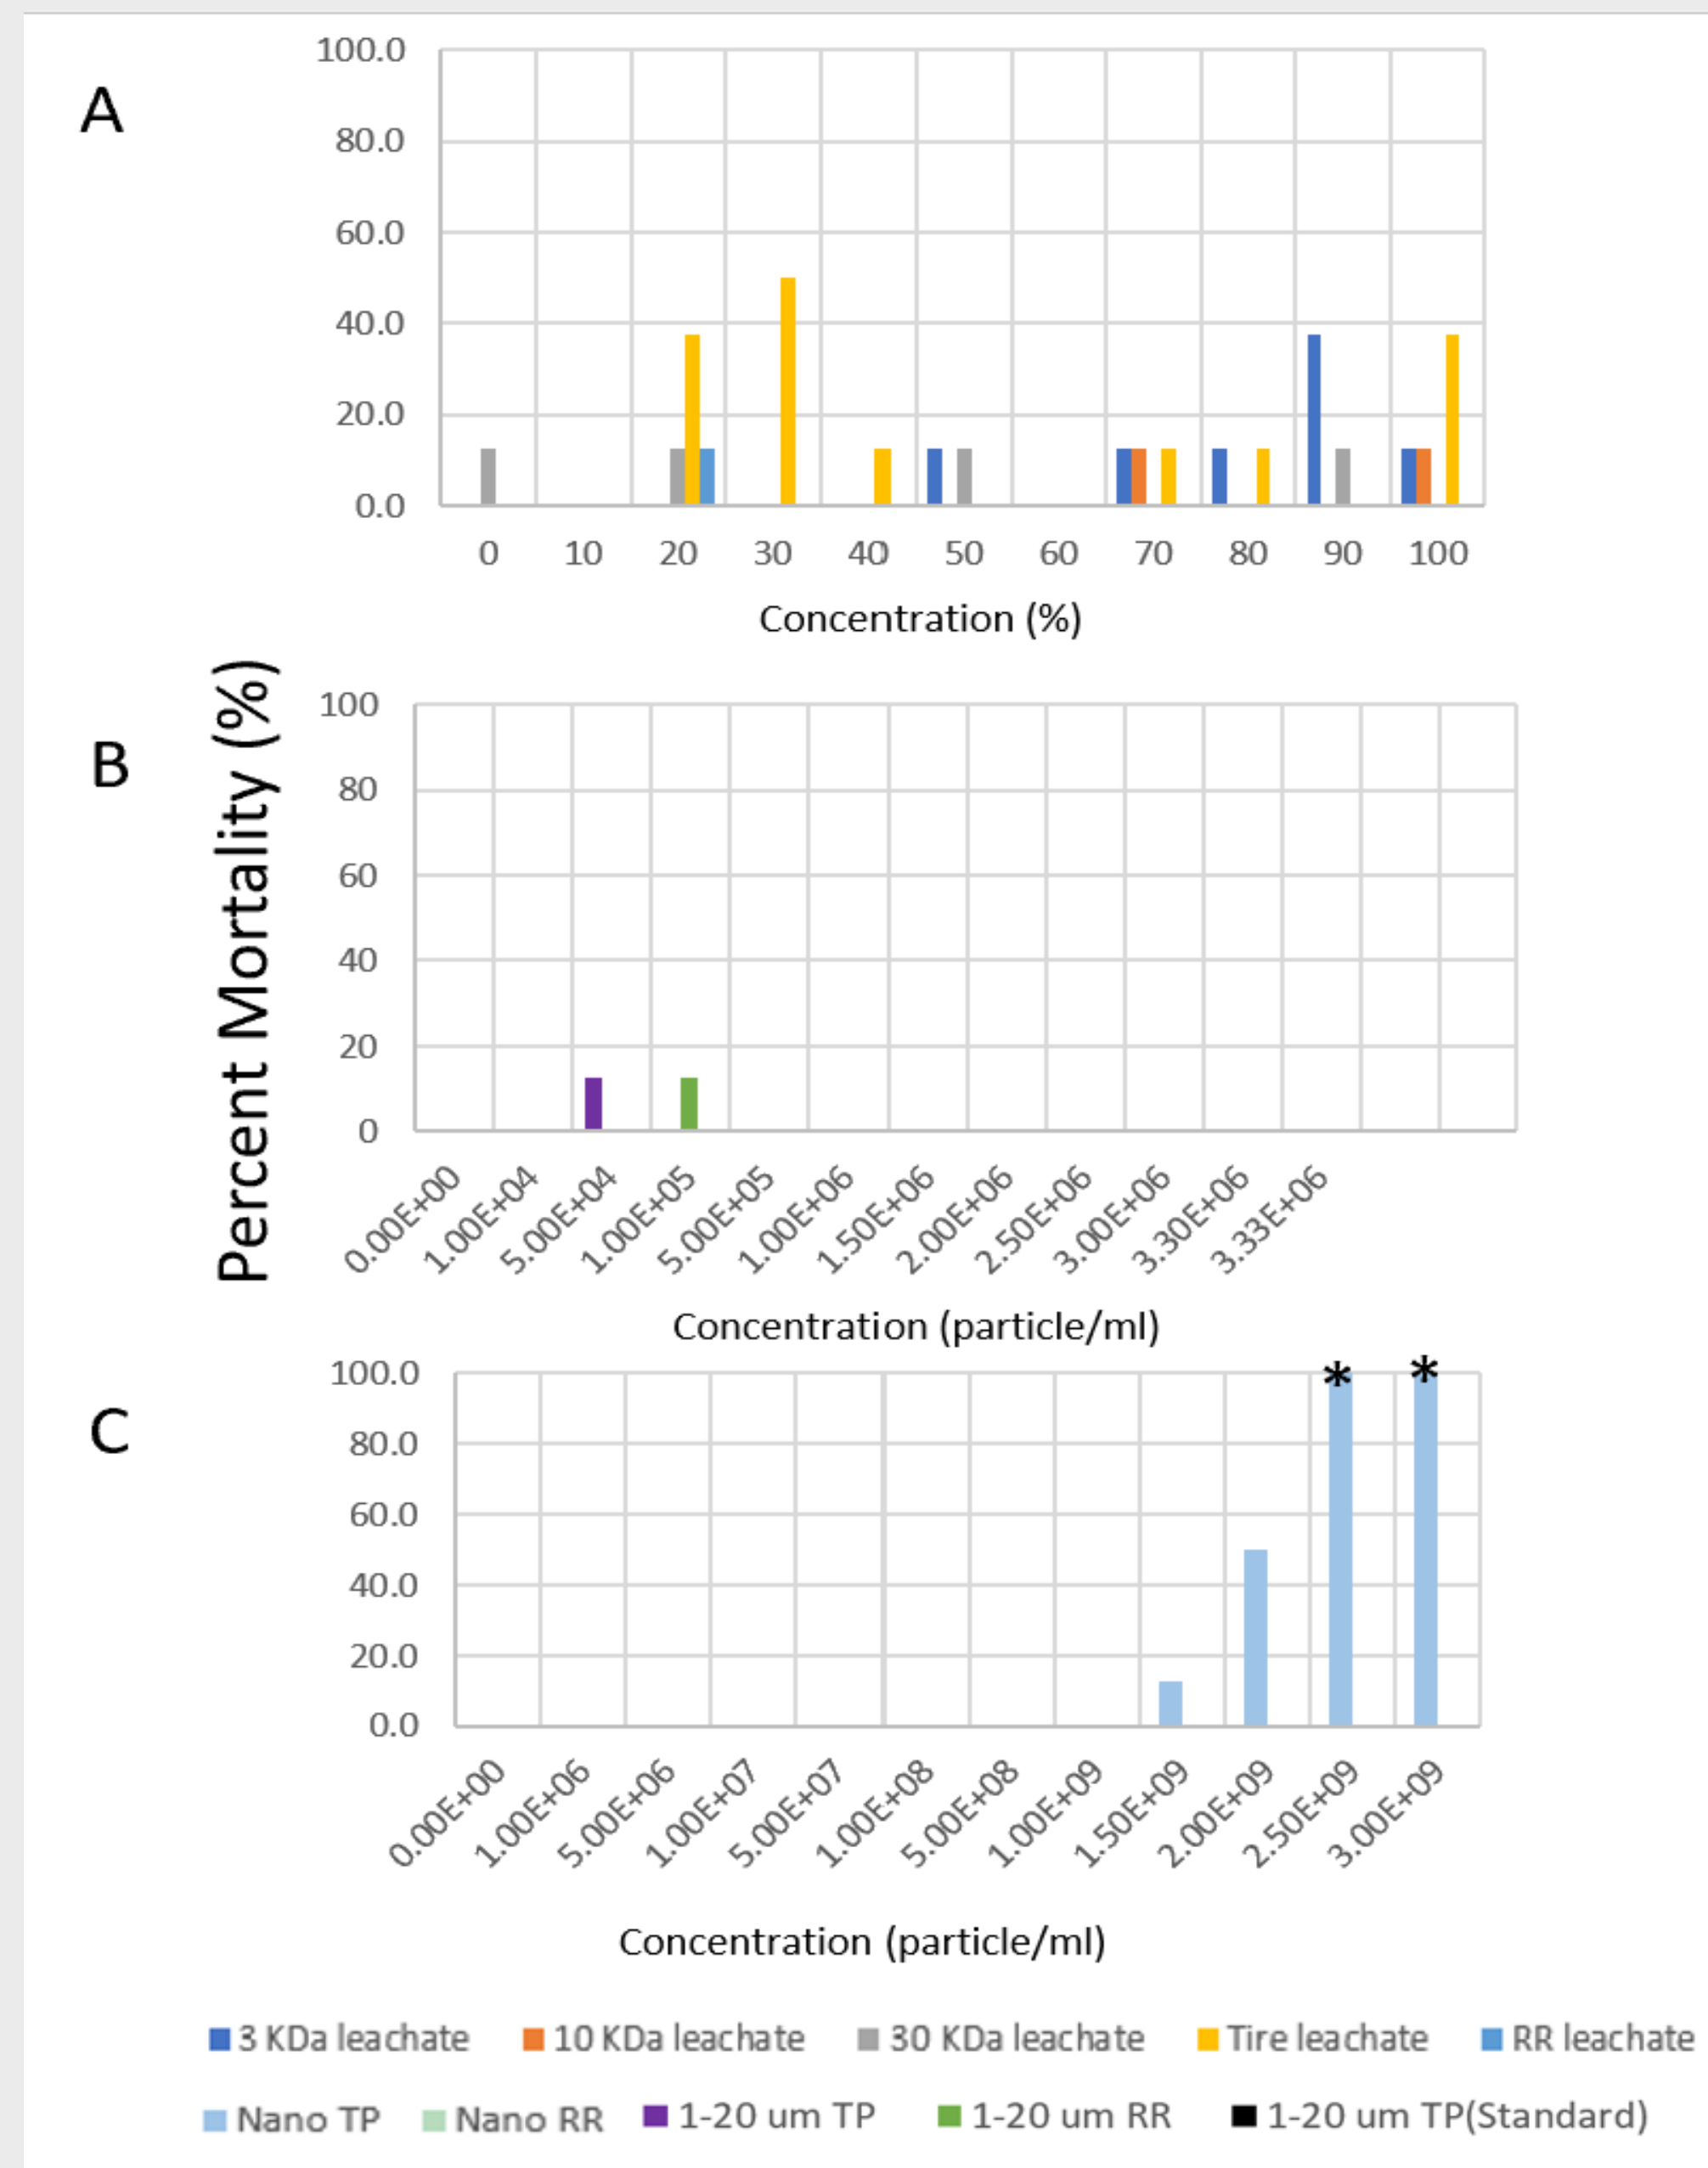 A
100.0
80.0
60.0
40.0
20.0
0.0
0 10 20 30 40 50 60 70 80 90 100
Concentration (%)
Percent Mortality (%)
B
100
80
60
40
20
0
0.00E+00 1.00E+04 5.00E+04 1.00E+05 5.00E+05 1.00E+06 1.50E+06 2.00E+06 2.50E+06 3.00E+06 3.30E+06 3.33E+06
Concentration (particle/ml)
C
100.0
80.0
60.0
40.0
20.0
0.0
* *
0.00E+00 1.00E+06 5.00E+06 1.00E+07 5.00E+07 1.00E+08 5.00E+08 1.00E+09 1.50E+09 2.00E+09 2.50E+09 3.00E+09
Concentration (particle/ml)
3 KDa leachate 10 KDa leachate 30 KDa leachate Tire leachate RR leachate
Nano TP Nano RR 1-20 um TP 1-20 um RR 1-20 um TP(Standard)